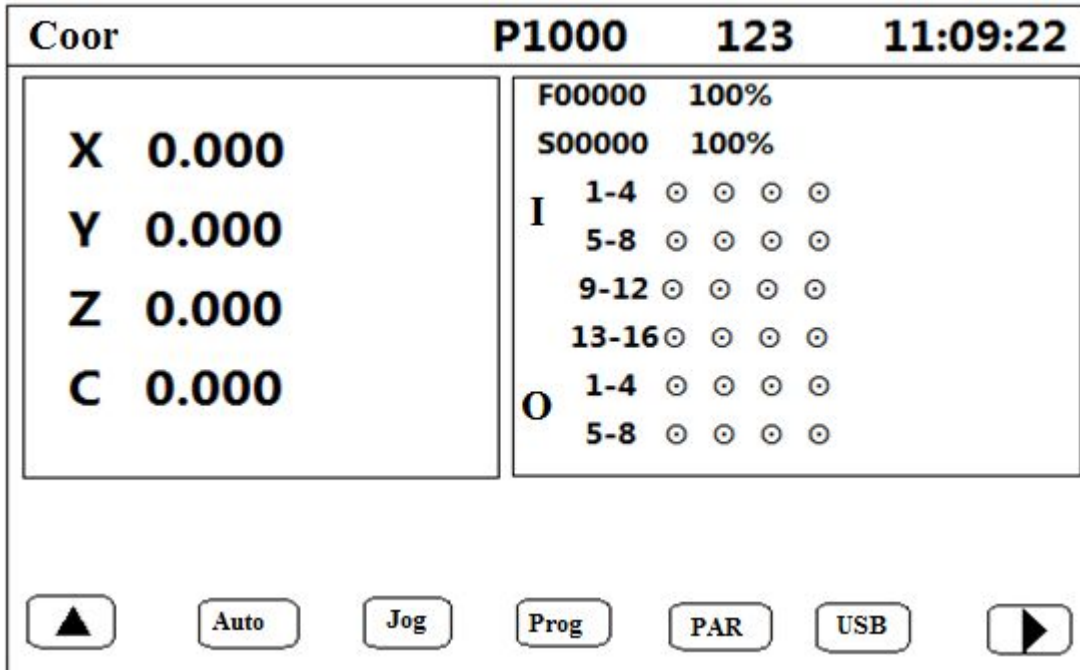 Coor P1000 123 11:09:22
X 0.000
Y 0.000
Z 0.000
C 0.000
F00000 100%
S00000 100%
I
1-4 ⊙ ⊙ ⊙ ⊙
5-8 ⊙ ⊙ ⊙ ⊙
9-12 ⊙ ⊙ ⊙ ⊙
13-16 ⊙ ⊙ ⊙ ⊙
O
1-4 ⊙ ⊙ ⊙ ⊙
5-8 ⊙ ⊙ ⊙ ⊙
Auto Jog Prog PAR USB